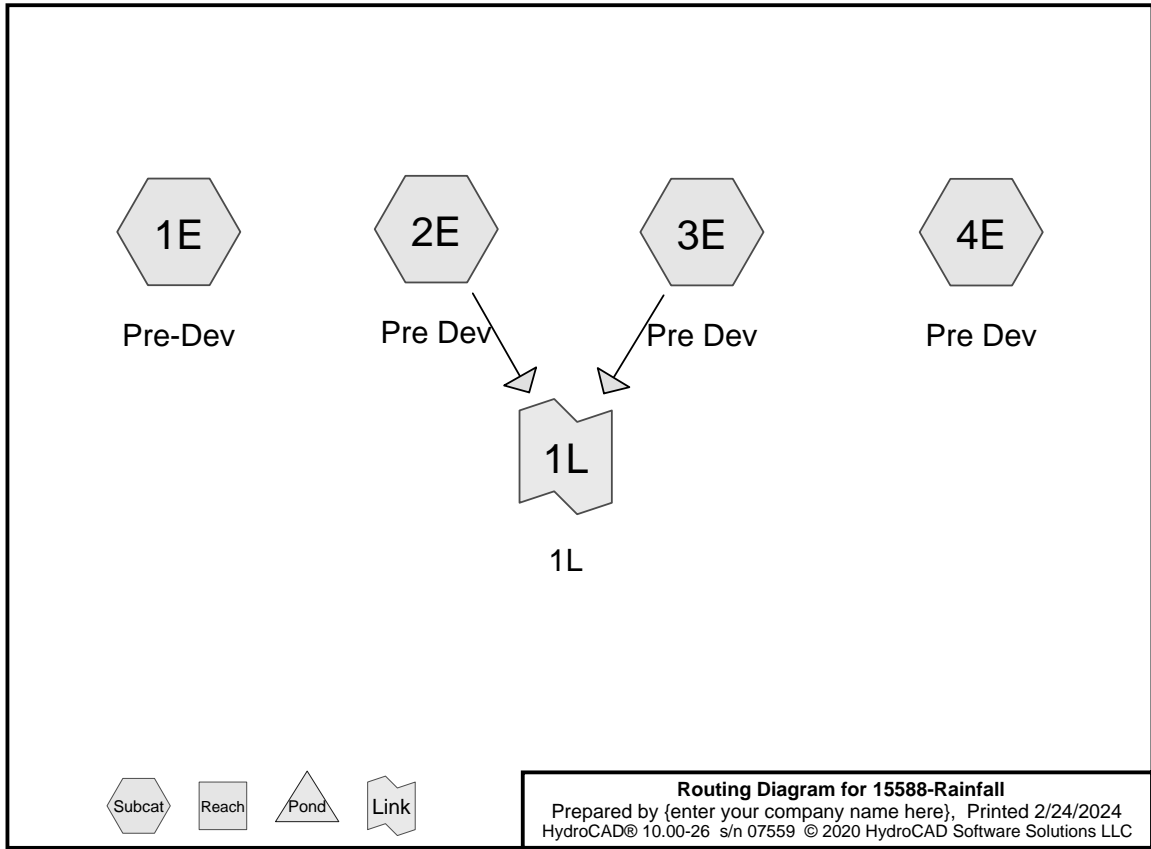 1E
2E
3E
4E
Pre-Dev
Pre Dev
Pre Dev
Pre Dev
1L
1L
Subcat
Reach
Pond
Link
Routing Diagram for 15588-Rainfall
Prepared by {enter your company name here}, Printed 2/24/2024
HydroCAD® 10.00-26 s/n 07559 © 2020 HydroCAD Software Solutions LLC